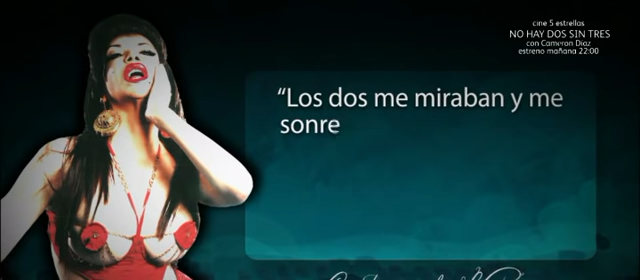 cine 5 estrellas
NO HAY DOS SIN TRES
con Cameron Diaz
estreno mañana 22:00
“Los dos me miraban y me
sonre